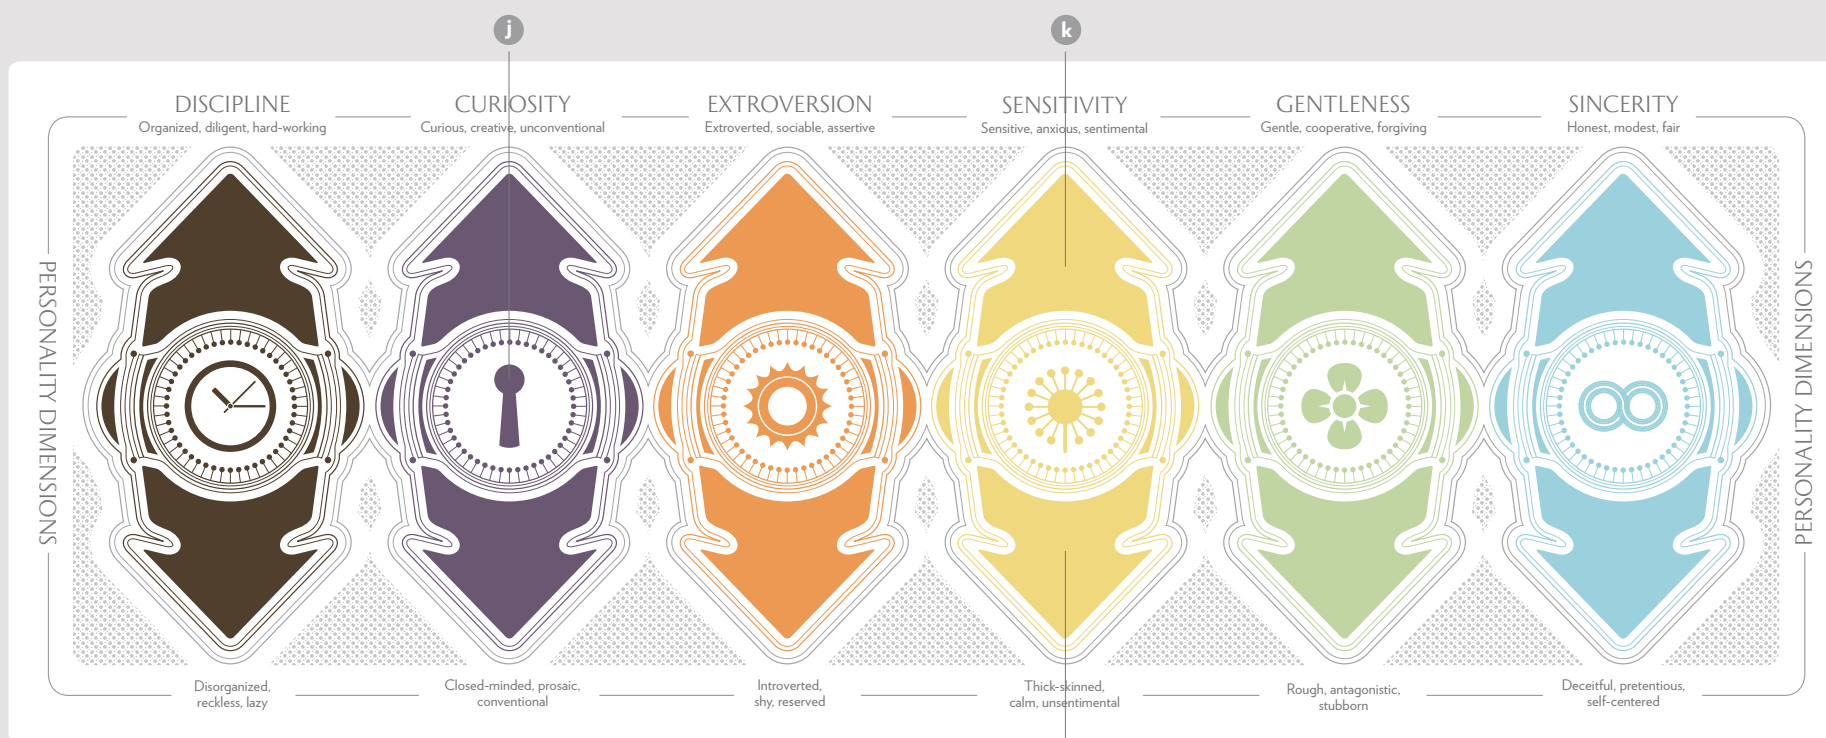 j
k
DISCIPLINE
Organized, diligent, hard-working
CURIOSITY
Curious, creative, unconventional
EXTROVERSION
Extroverted, sociable, assertive
SENSITIVITY
Sensitive, anxious, sentimental
GENTLENESS
Gentle, cooperative, forgiving
SINCERITY
Honest, modest, fair
PERSONALITY DIMENSIONS
PERSONALITY DIMENSIONS
Disorganized,
reckless, lazy
Closed-minded, prosaic,
conventional
Introverted,
shy, reserved
Thick-skinned,
calm, unsentimental
Rough, antagonistic,
stubborn
Deceitful, pretentious,
self-centered